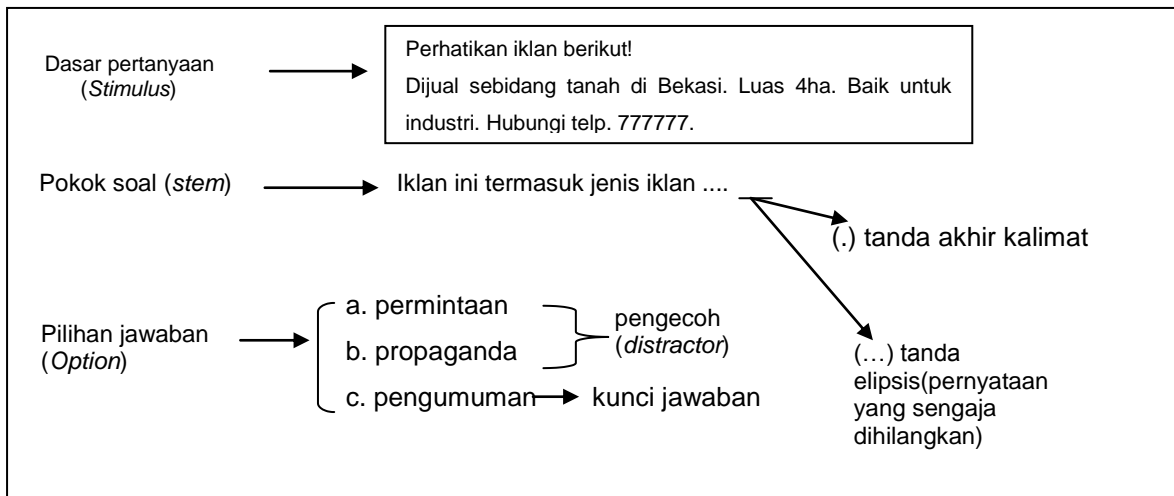 Dasar pertanyaan
(Stimulus)
Perhatikan iklan berikut!
Dijual sebidang tanah di Bekasi. Luas 4ha. Baik untuk
industri. Hubungi telp. 777777.
Pokok soal (stem)
Iklan ini termasuk jenis iklan ....
(.) tanda akhir kalimat
(…) tanda
elipsis(pernyataan
yang sengaja
dihilangkan)
Pilihan jawaban
(Option)
a. permintaan
b. propaganda
c. pengumuman
pengecoh
(distractor)
kunci jawaban